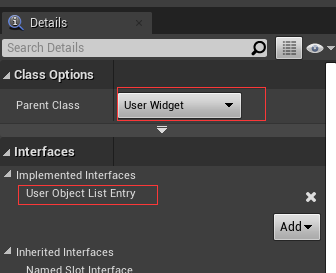 Details
Search Details
Class Options
Parent Class User Widget
Interfaces
Implemented Interfaces
User Object List Entry
Add
Inherited Interfaces
Named Slot Interface